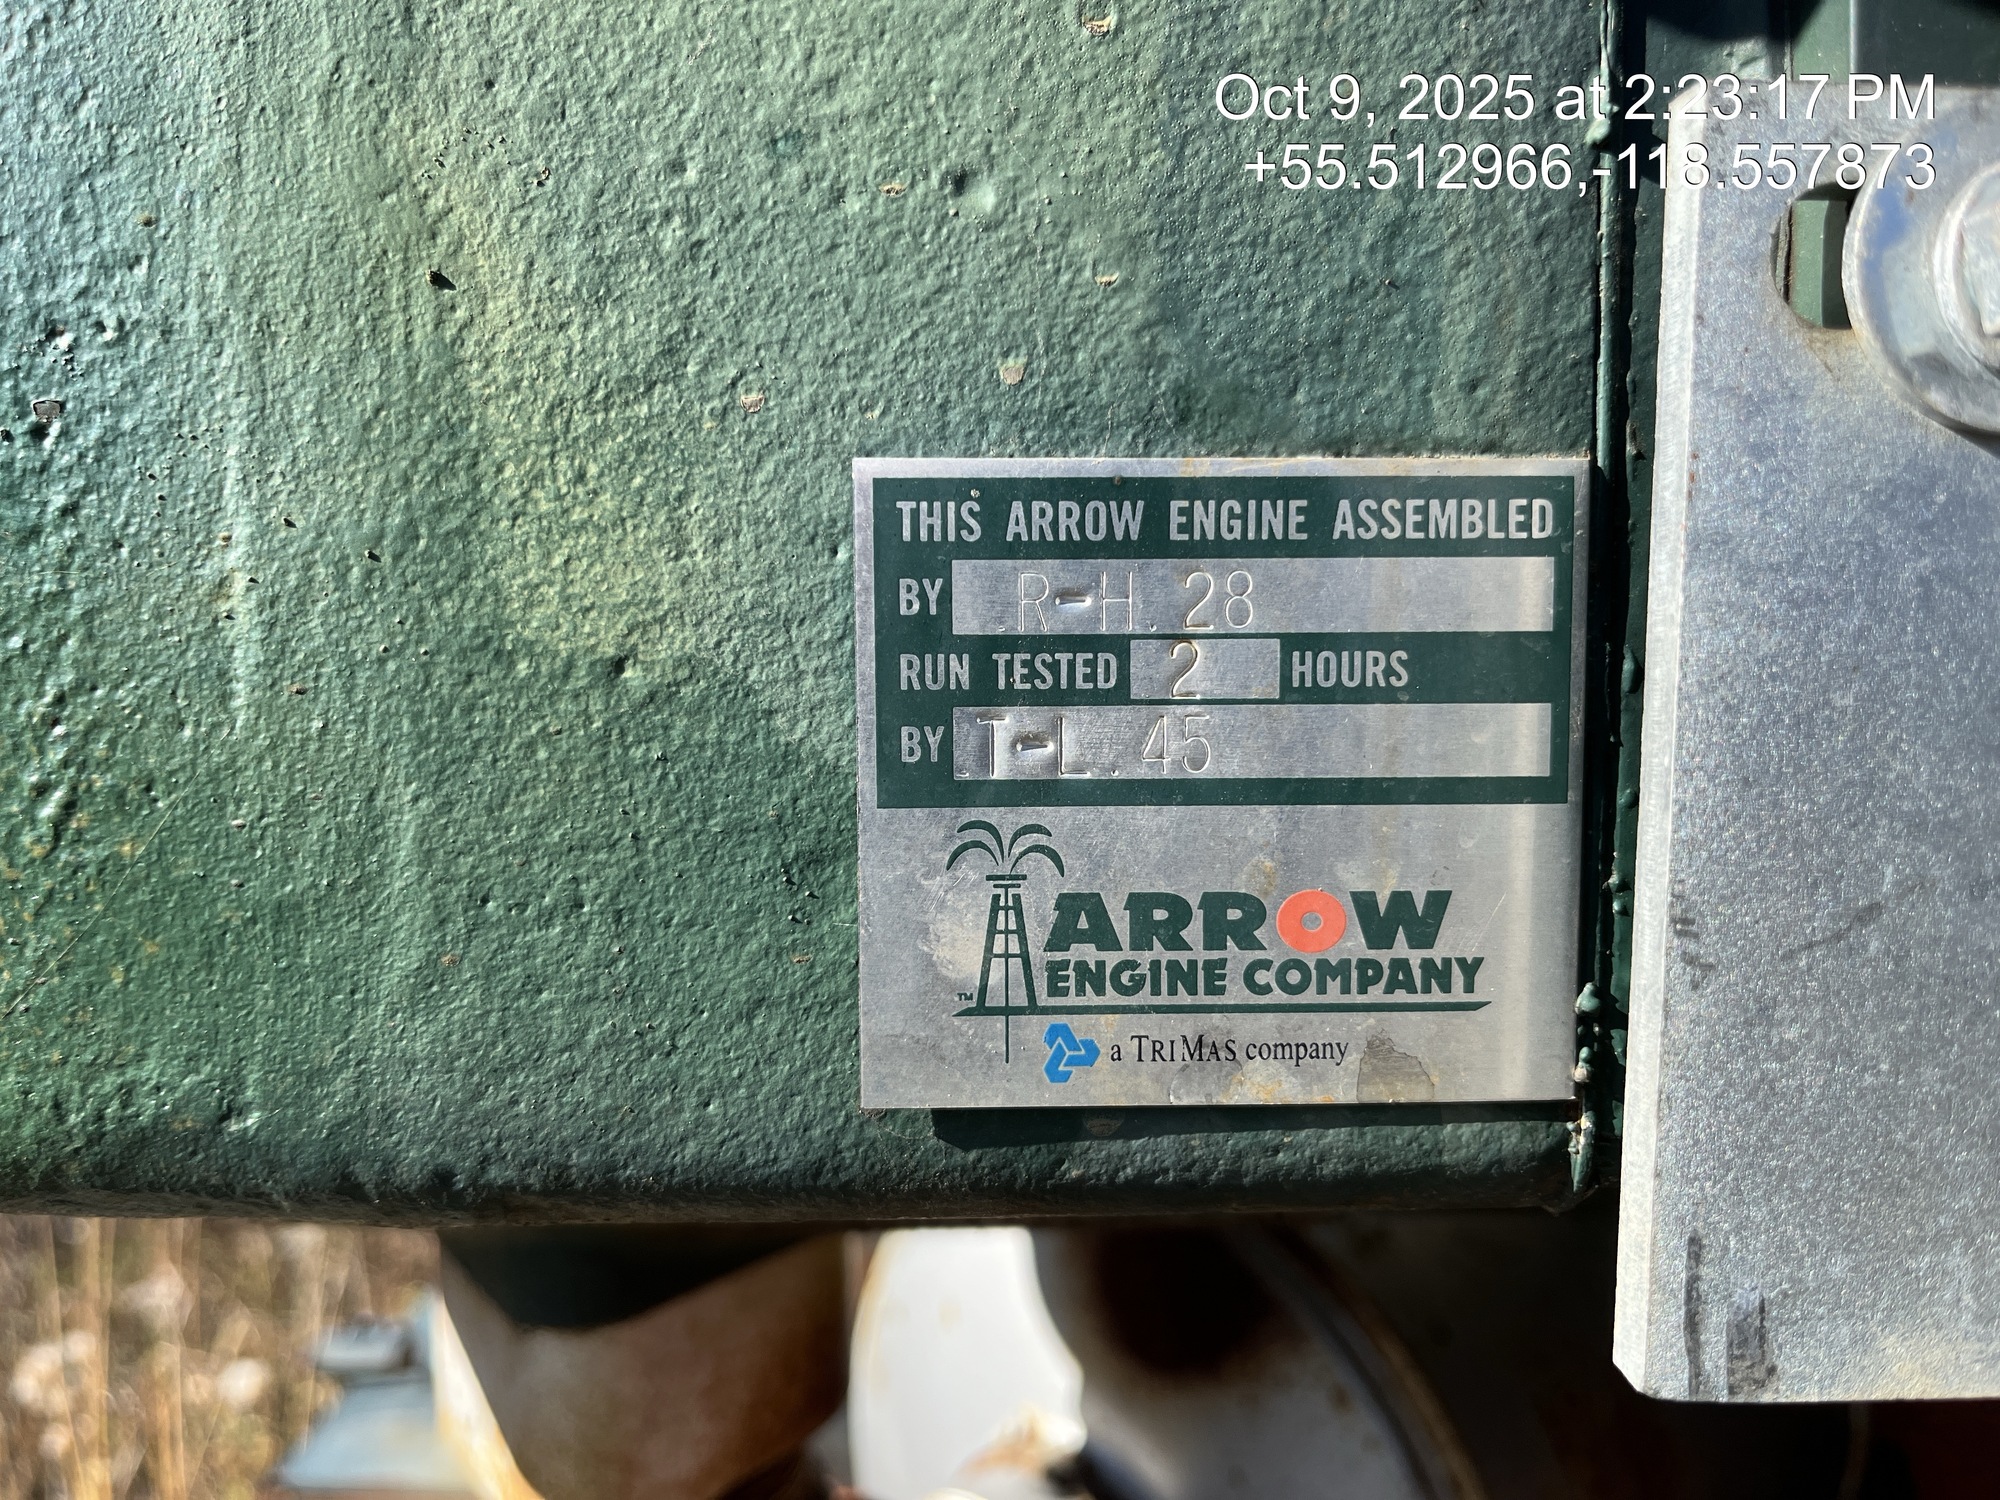 Oct 9, 2025 at 2:23:17 PM
+55.512966,-118.557873
THIS ARROW ENGINE ASSEMBLED
BY .R-H.28
RUN TESTED 2 HOURS
BY .T-L.45
ARROW
ENGINE COMPANY
TM
a TRIMAS company